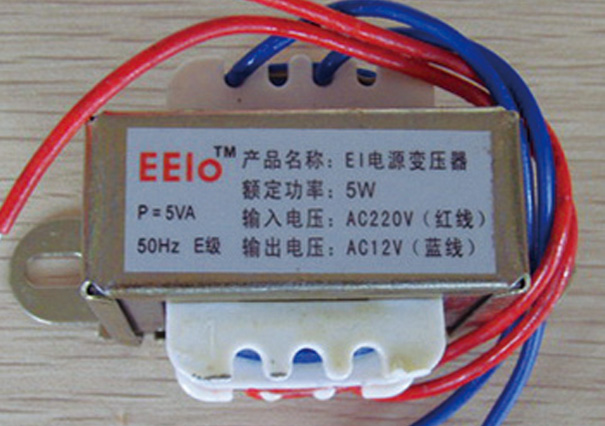 EEIo™
产品名称：EI电源变压器
额定功率：5W
P=5VA
输入电压：AC220V（红线）
50Hz E级
输出电压：AC12V（蓝线）